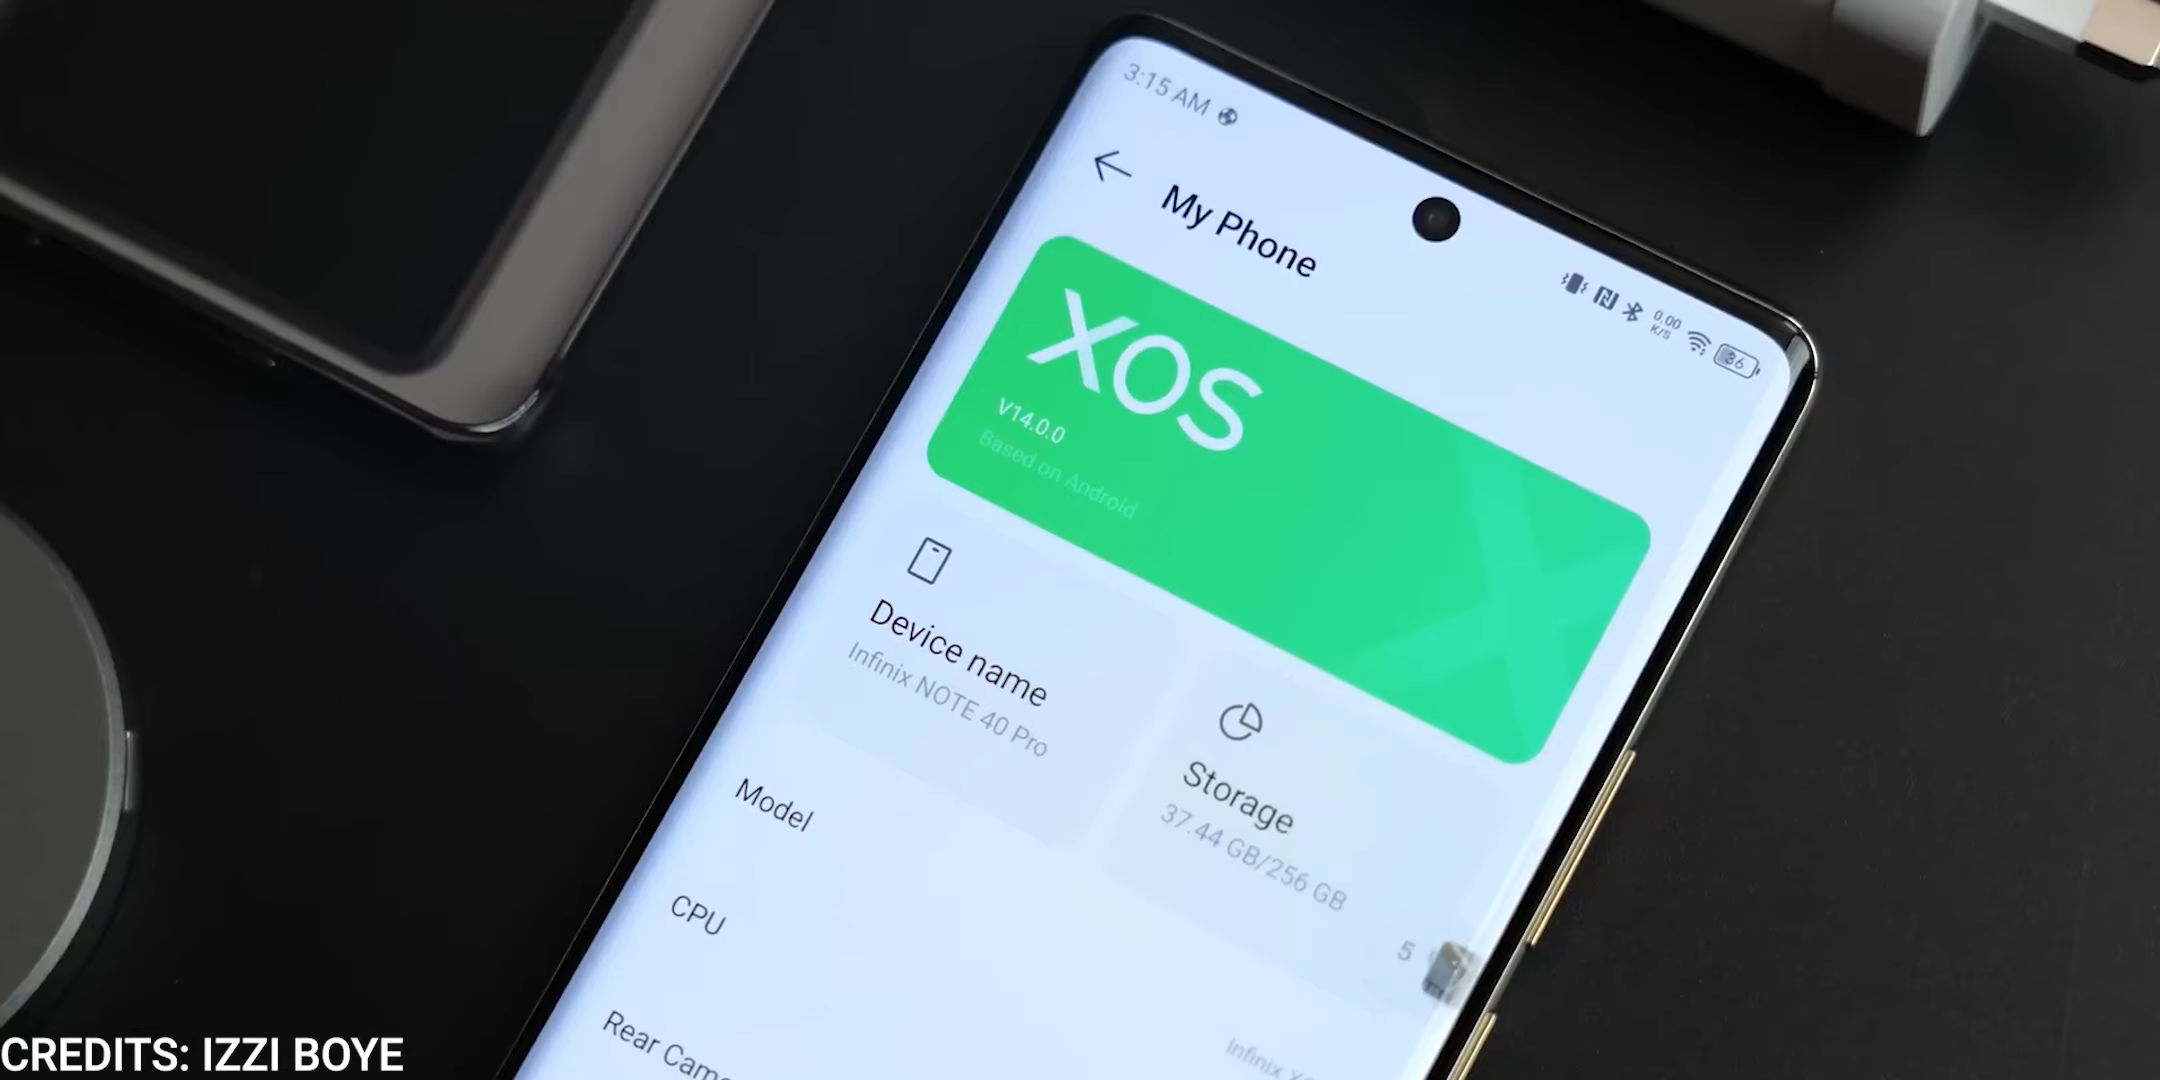 3:15 AM
My Phone
0.00
K/S
36
XOS
V14.0.0
Based on Android
Device name
Infinix NOTE 40 Pro
Storage
37.44 GB/256 GB
Model
CPU
5
Infinix
Rear Came
CREDITS: IZZI BOYE